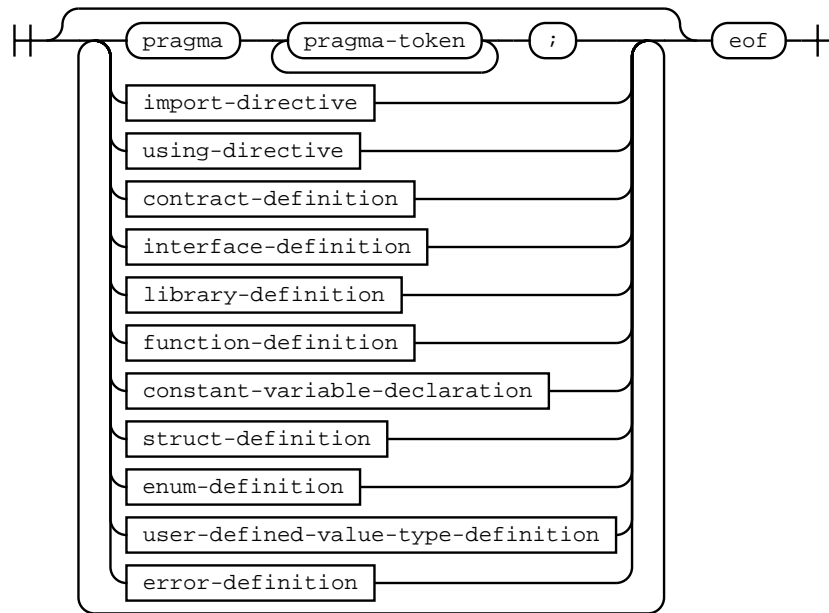 pragma pragma-token ; eof
import-directive
using-directive
contract-definition
interface-definition
library-definition
function-definition
constant-variable-declaration
struct-definition
enum-definition
user-defined-value-type-definition
error-definition